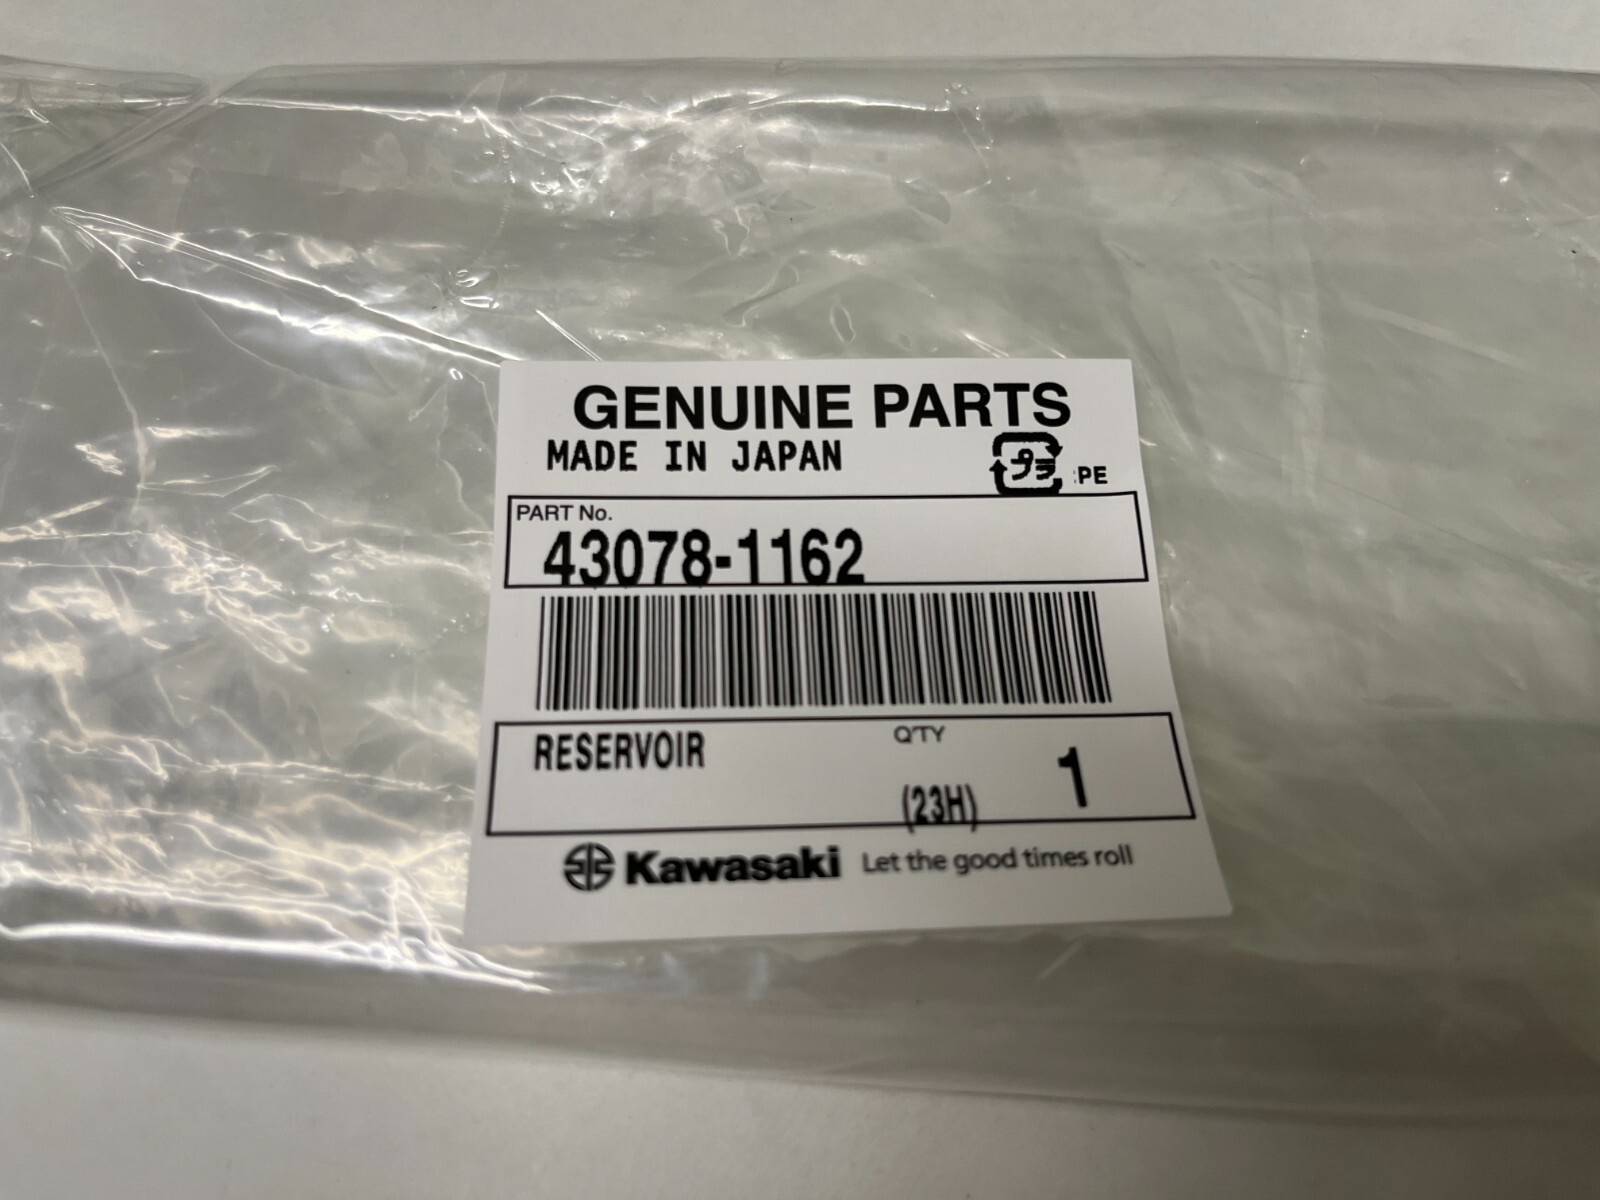 GENUINE PARTS
MADE IN JAPAN
プラ :PE
PART No.
43078-1162
RESERVOIR
Q'TY
(23H) 1
Kawasaki Let the good times roll